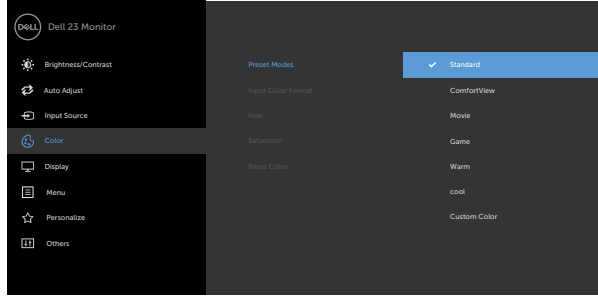 DELL Dell 23 Monitor
Brightness/Contrast
Auto Adjust
Input Source
Color
Display
Menu
Personalize
Others
Preset Modes
Input Color Format
Hue
Saturation
Reset Color
Standard
ComfortView
Movie
Game
Warm
cool
Custom Color